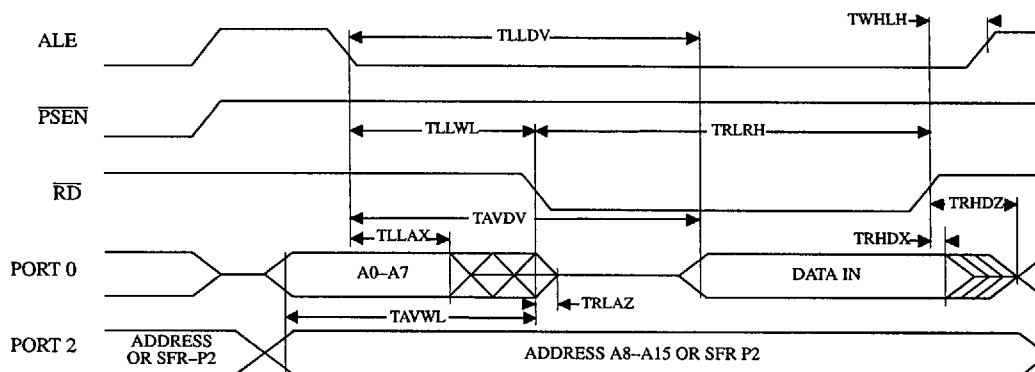 TWHLH
ALE
TLLDV
PSEN
TLLWL
TRLRH
RD
TRHDZ
TAVDV
TLLAX
TRHDX
PORT 0
A0–A7
DATA IN
TRLAZ
TAVWL
PORT 2
ADDRESS
OR SFR–P2
ADDRESS A8–A15 OR SFR P2